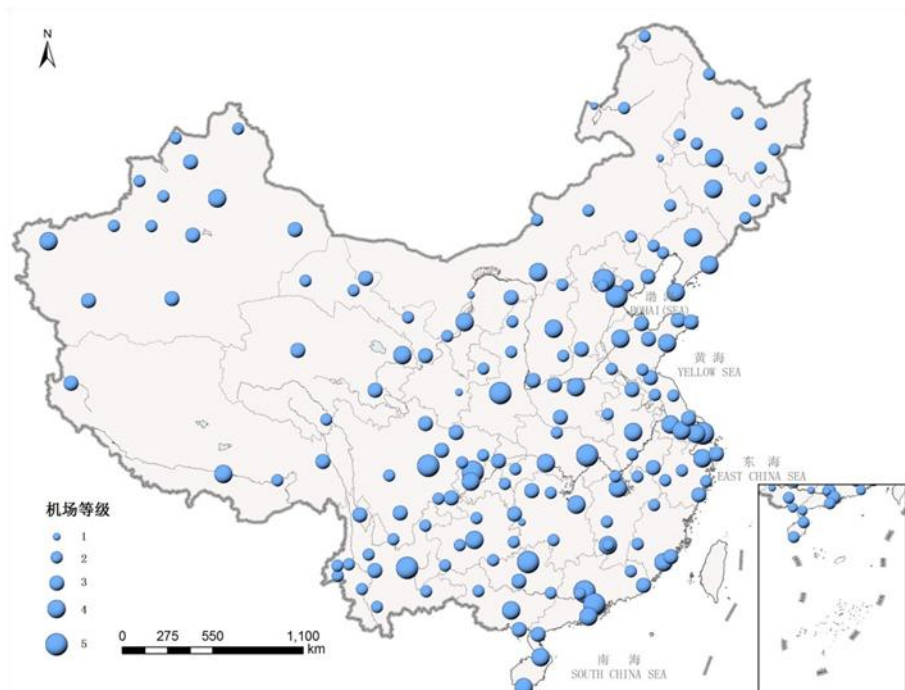 N
渤 海
BOHAI(SEA)
黄 海
YELLOW SEA
东 海
EAST CHINA SEA
机场等级
1
2
3
4
5
0 275 550 1,100
km
南 海
SOUTH CHINA SEA